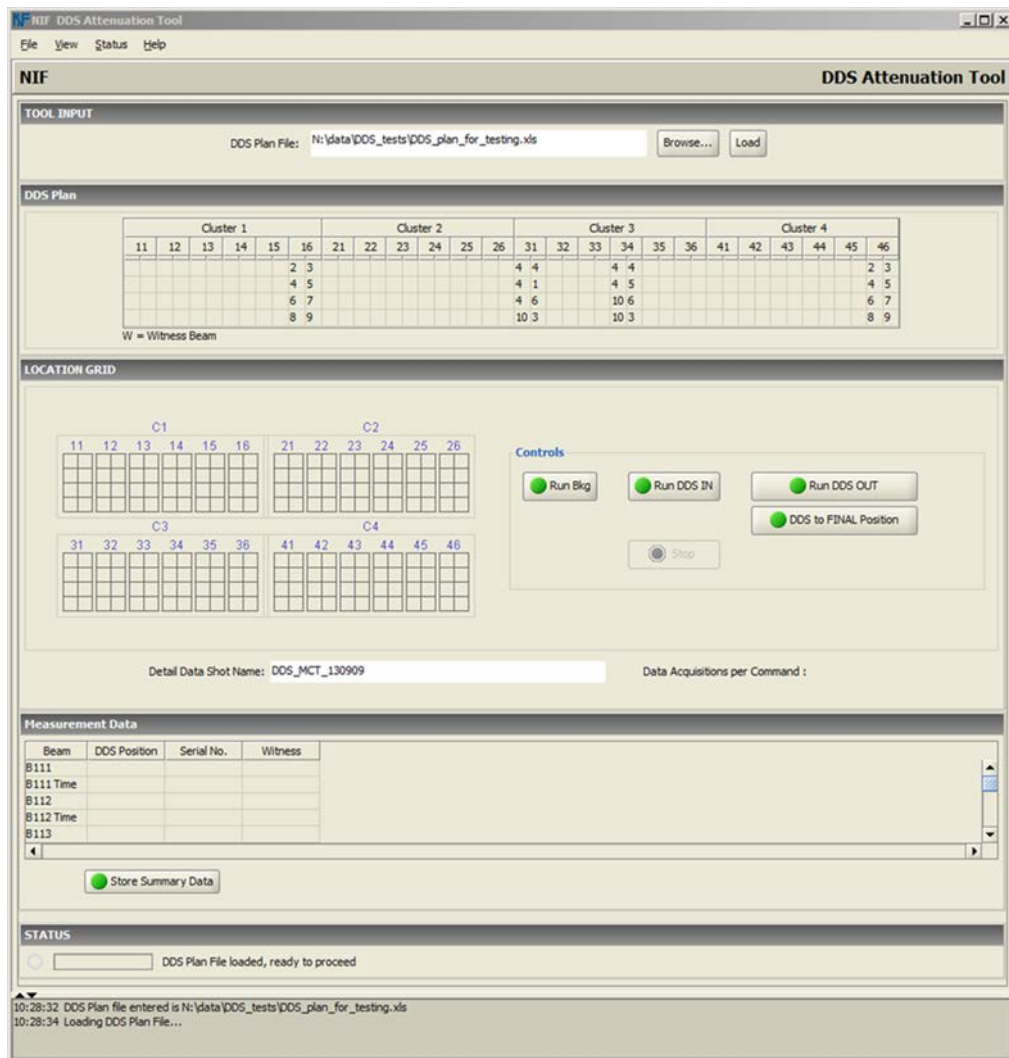 NIF NIF DDS Attenuation Tool
File View Status Help
NIF DDS Attenuation Tool
TOOL INPUT
DDS Plan File: N:\data\DDS_tests\DDS_plan_for_testing.xls Browse... Load
DDS Plan
Cluster 1 Cluster 2 Cluster 3 Cluster 4
11 12 13 14 15 16 21 22 23 24 25 26 31 32 33 34 35 36 41 42 43 44 45 46
2 3 4 4 4 4 2 3
4 5 4 1 4 5 4 5
6 7 4 6 10 6 6 7
8 9 10 3 10 3 8 9
W = Witness Beam
LOCATION GRID
C1 C2
11 12 13 14 15 16 21 22 23 24 25 26
C3 C4
31 32 33 34 35 36 41 42 43 44 45 46
Controls
Run Bkg Run DDS IN Run DDS OUT
DDS to FINAL Position
Stop
Detail Data Shot Name: DDS_MCT_130909 Data Acquisitions per Command :
Measurement Data
Beam DDS Position Serial No. Witness
B111
B111 Time
B112
B112 Time
B113
Store Summary Data
STATUS
DDS Plan File loaded, ready to proceed
10:28:32 DDS Plan file entered is N:\data\DDS_tests\DDS_plan_for_testing.xls
10:28:34 Loading DDS Plan File...